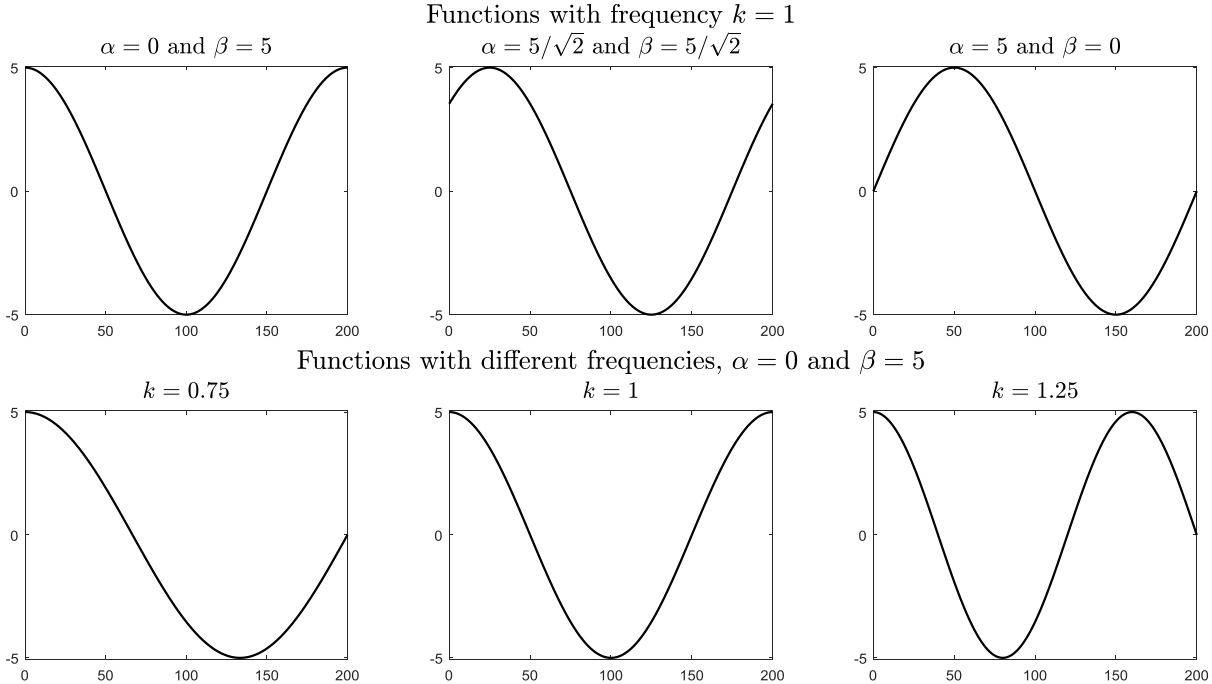 Functions with frequency k = 1
α = 0 and β = 5
α = 5/√2 and β = 5/√2
α = 5 and β = 0
5
0
-5
0 50 100 150 200
5
0
-5
0 50 100 150 200
5
0
-5
0 50 100 150 200
Functions with different frequencies, α = 0 and β = 5
k = 0.75
k = 1
k = 1.25
5
0
-5
0 50 100 150 200
5
0
-5
0 50 100 150 200
5
0
-5
0 50 100 150 200